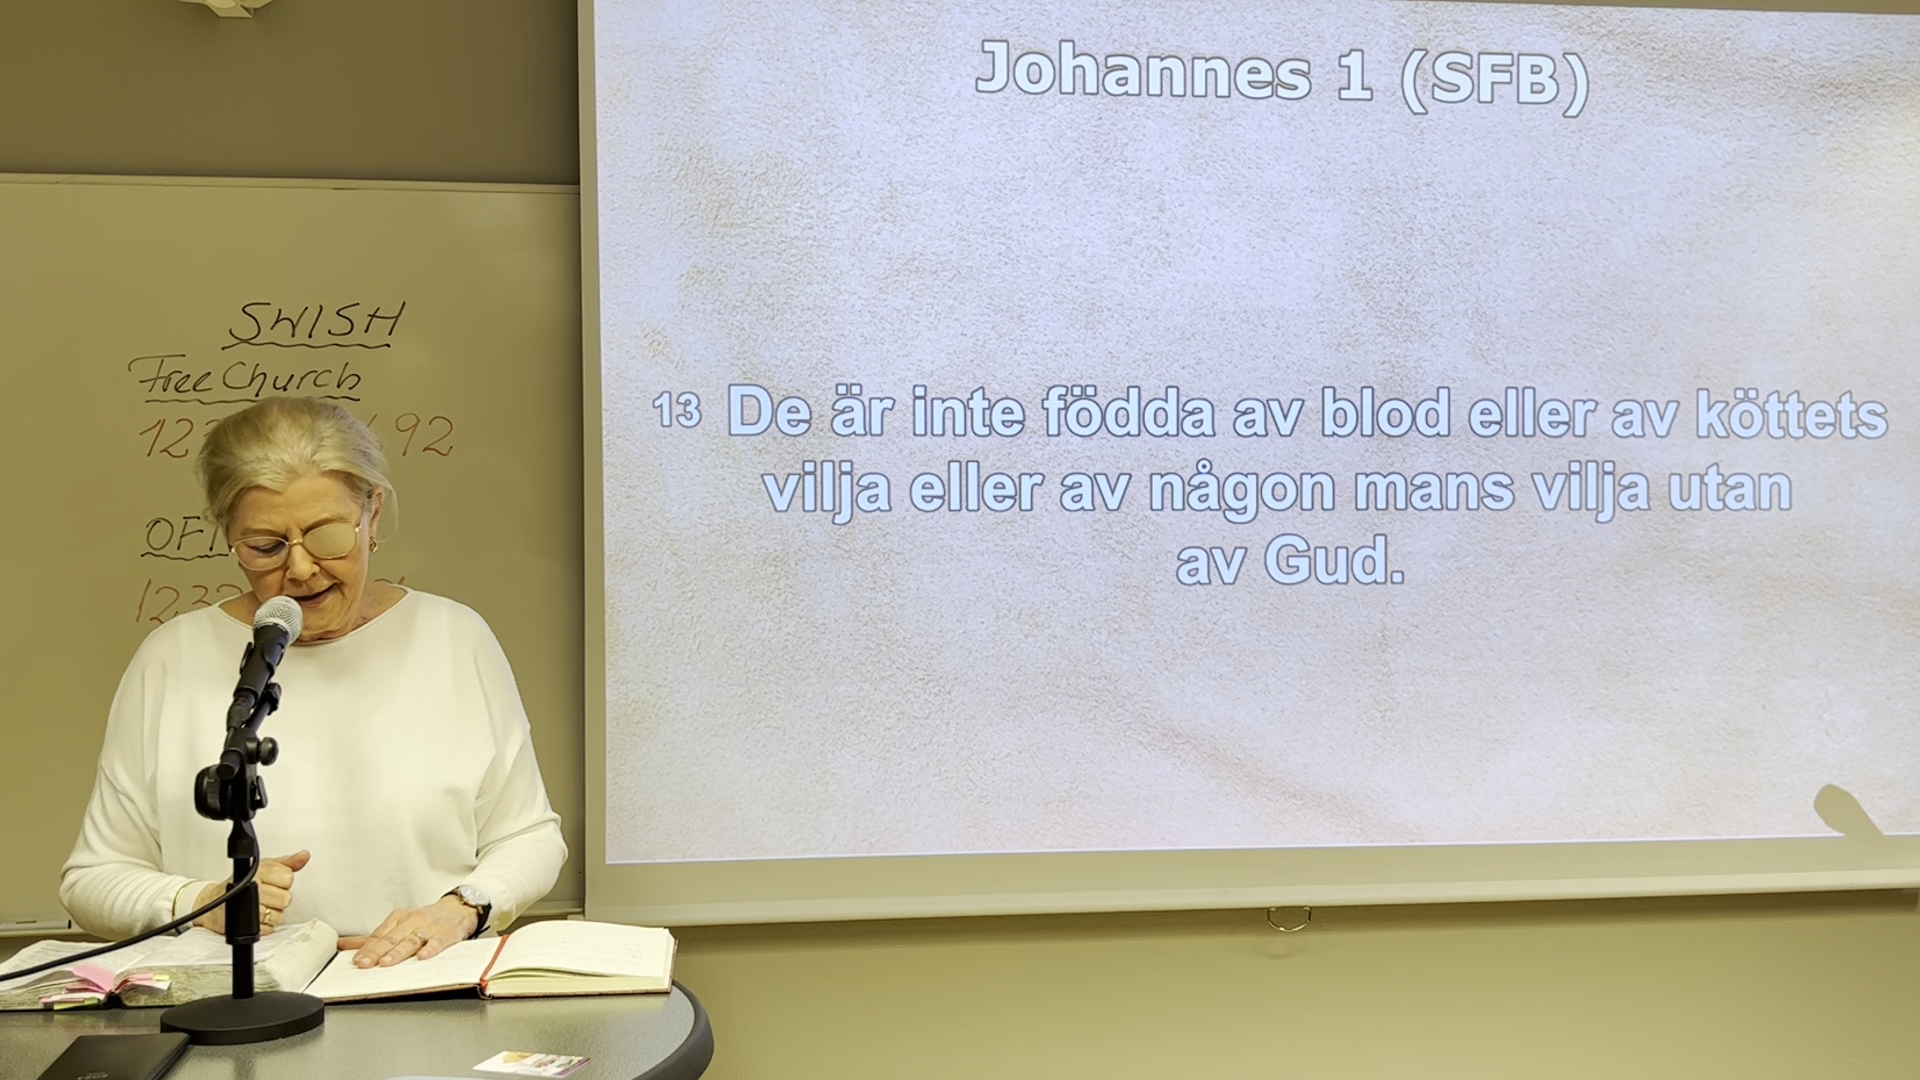 Johannes 1 (SFB)
13 De är inte födda av blod eller av köttets
vilja eller av någon mans vilja utan
av Gud.
SWISH
Free Church
92